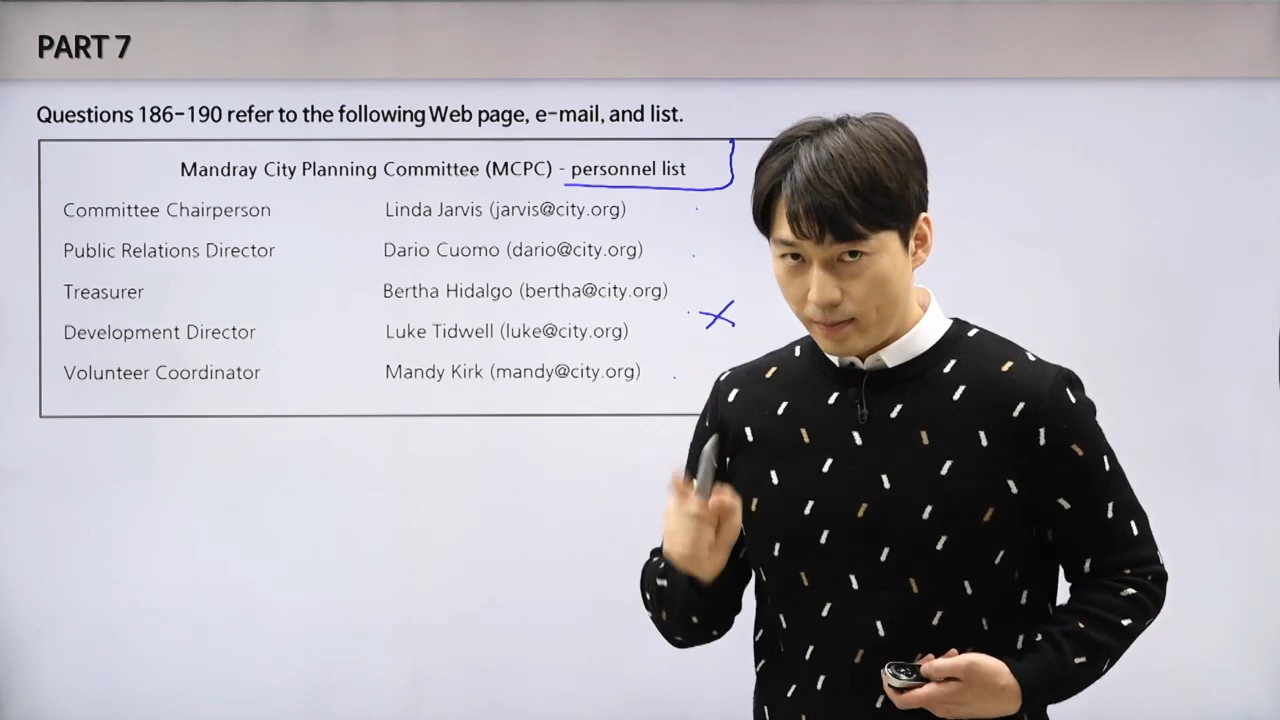 PART 7
Questions 186-190 refer to the following Web page, e-mail, and list.
Mandray City Planning Committee (MCPC) - personnel list
Committee Chairperson Linda Jarvis (jarvis@city.org)
Public Relations Director Dario Cuomo (dario@city.org)
Treasurer Bertha Hidalgo (bertha@city.org)
Development Director Luke Tidwell (luke@city.org)
Volunteer Coordinator Mandy Kirk (mandy@city.org)